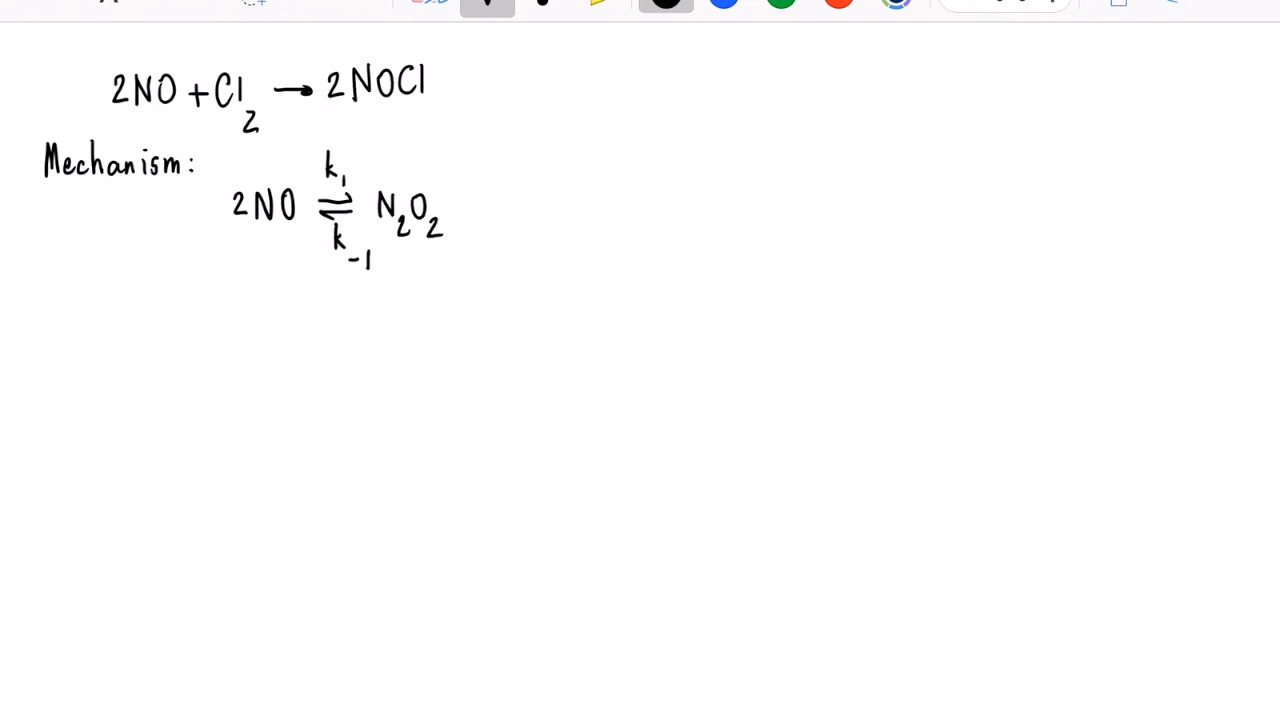 2NO + Cl₂ → 2NOCl
Mechanism:
k₁
2NO ⇌ N₂O₂
k₋₁